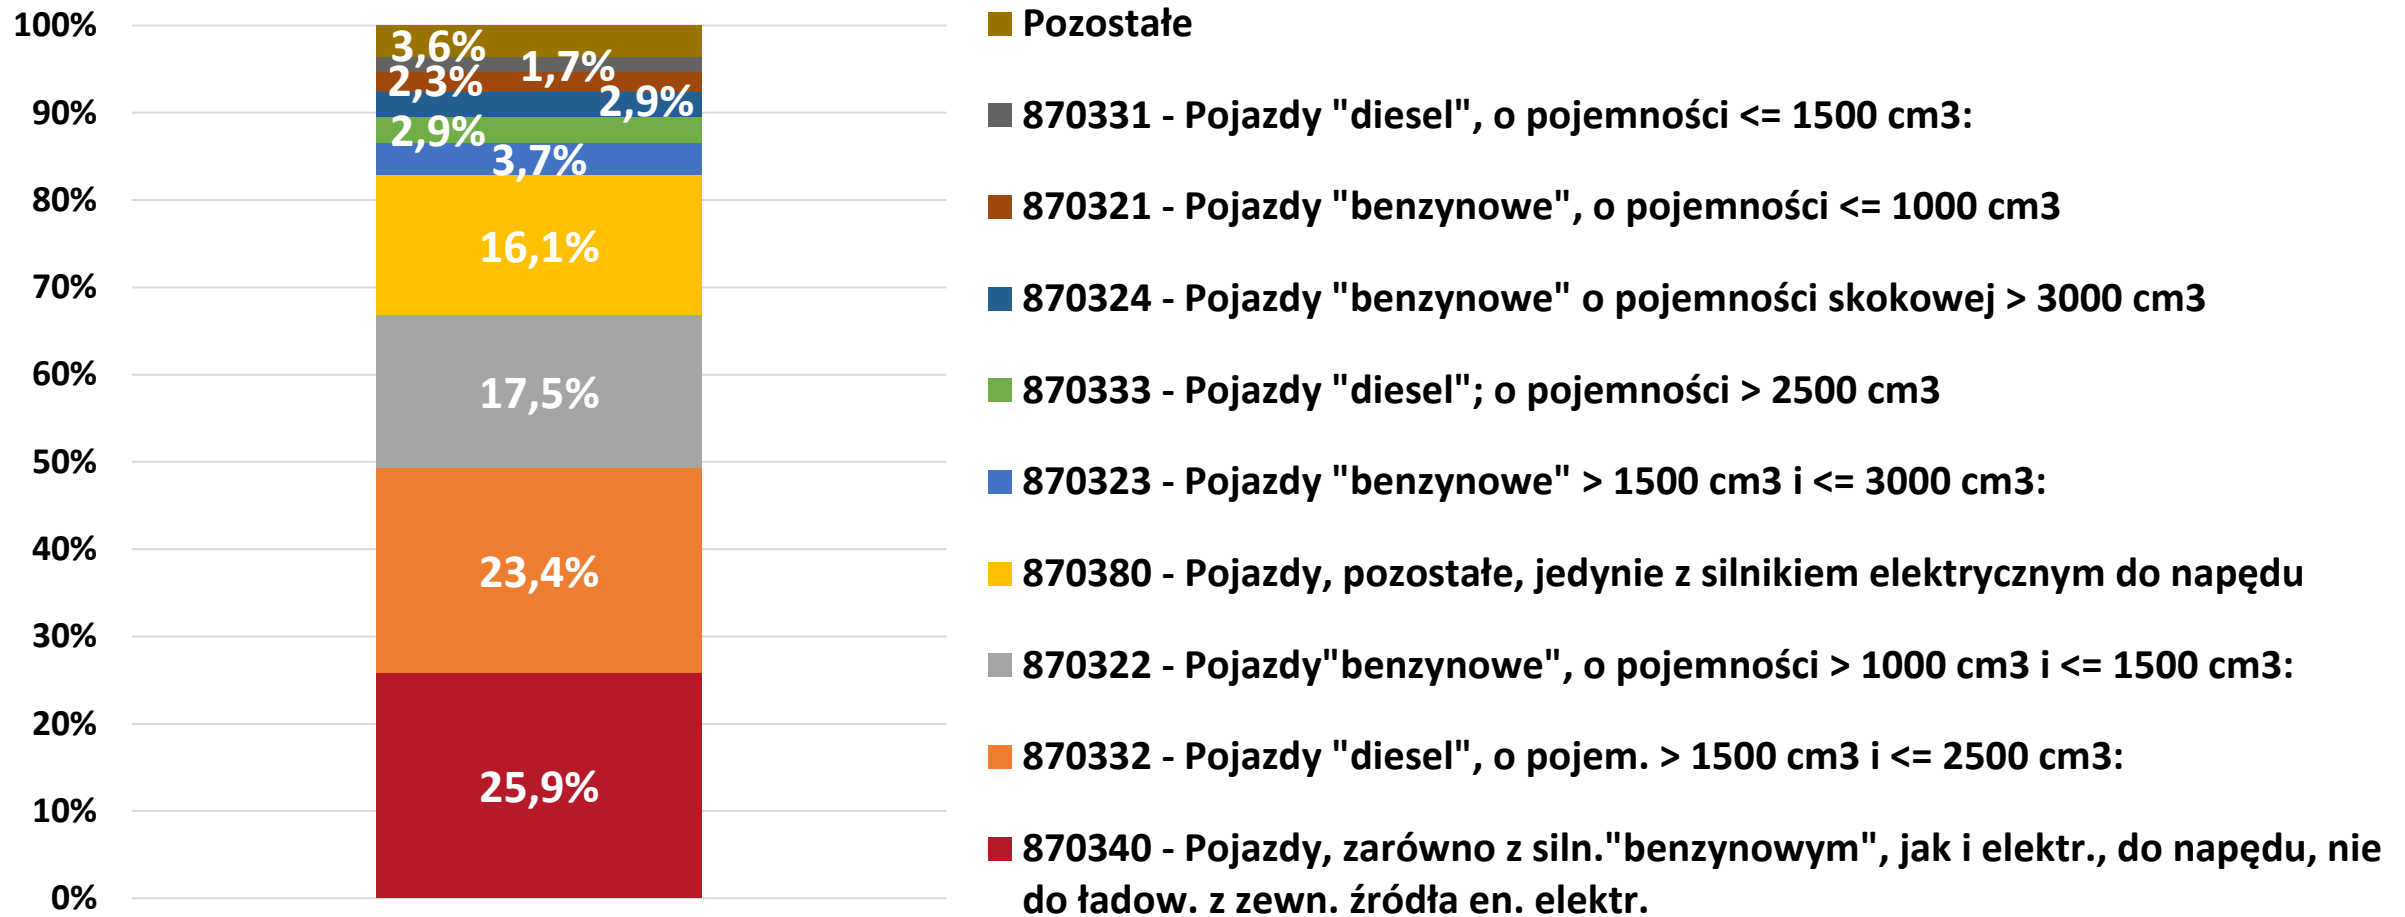 100%
90%
80%
70%
60%
50%
40%
30%
20%
10%
0%
3,6%
1,7%
2,3%
2,9%
2,9%
3,7%
16,1%
17,5%
23,4%
25,9%
Pozostałe
870331 - Pojazdy "diesel", o pojemności <= 1500 cm3:
870321 - Pojazdy "benzynowe", o pojemności <= 1000 cm3
870324 - Pojazdy "benzynowe" o pojemności skokowej > 3000 cm3
870333 - Pojazdy "diesel"; o pojemności > 2500 cm3
870323 - Pojazdy "benzynowe" > 1500 cm3 i <= 3000 cm3:
870380 - Pojazdy, pozostałe, jedynie z silnikiem elektrycznym do napędu
870322 - Pojazdy"benzynowe", o pojemności > 1000 cm3 i <= 1500 cm3:
870332 - Pojazdy "diesel", o pojem. > 1500 cm3 i <= 2500 cm3:
870340 - Pojazdy, zarówno z siln."benzynowym", jak i elektr., do napędu, nie
do ładow. z zewn. źródła en. elektr.